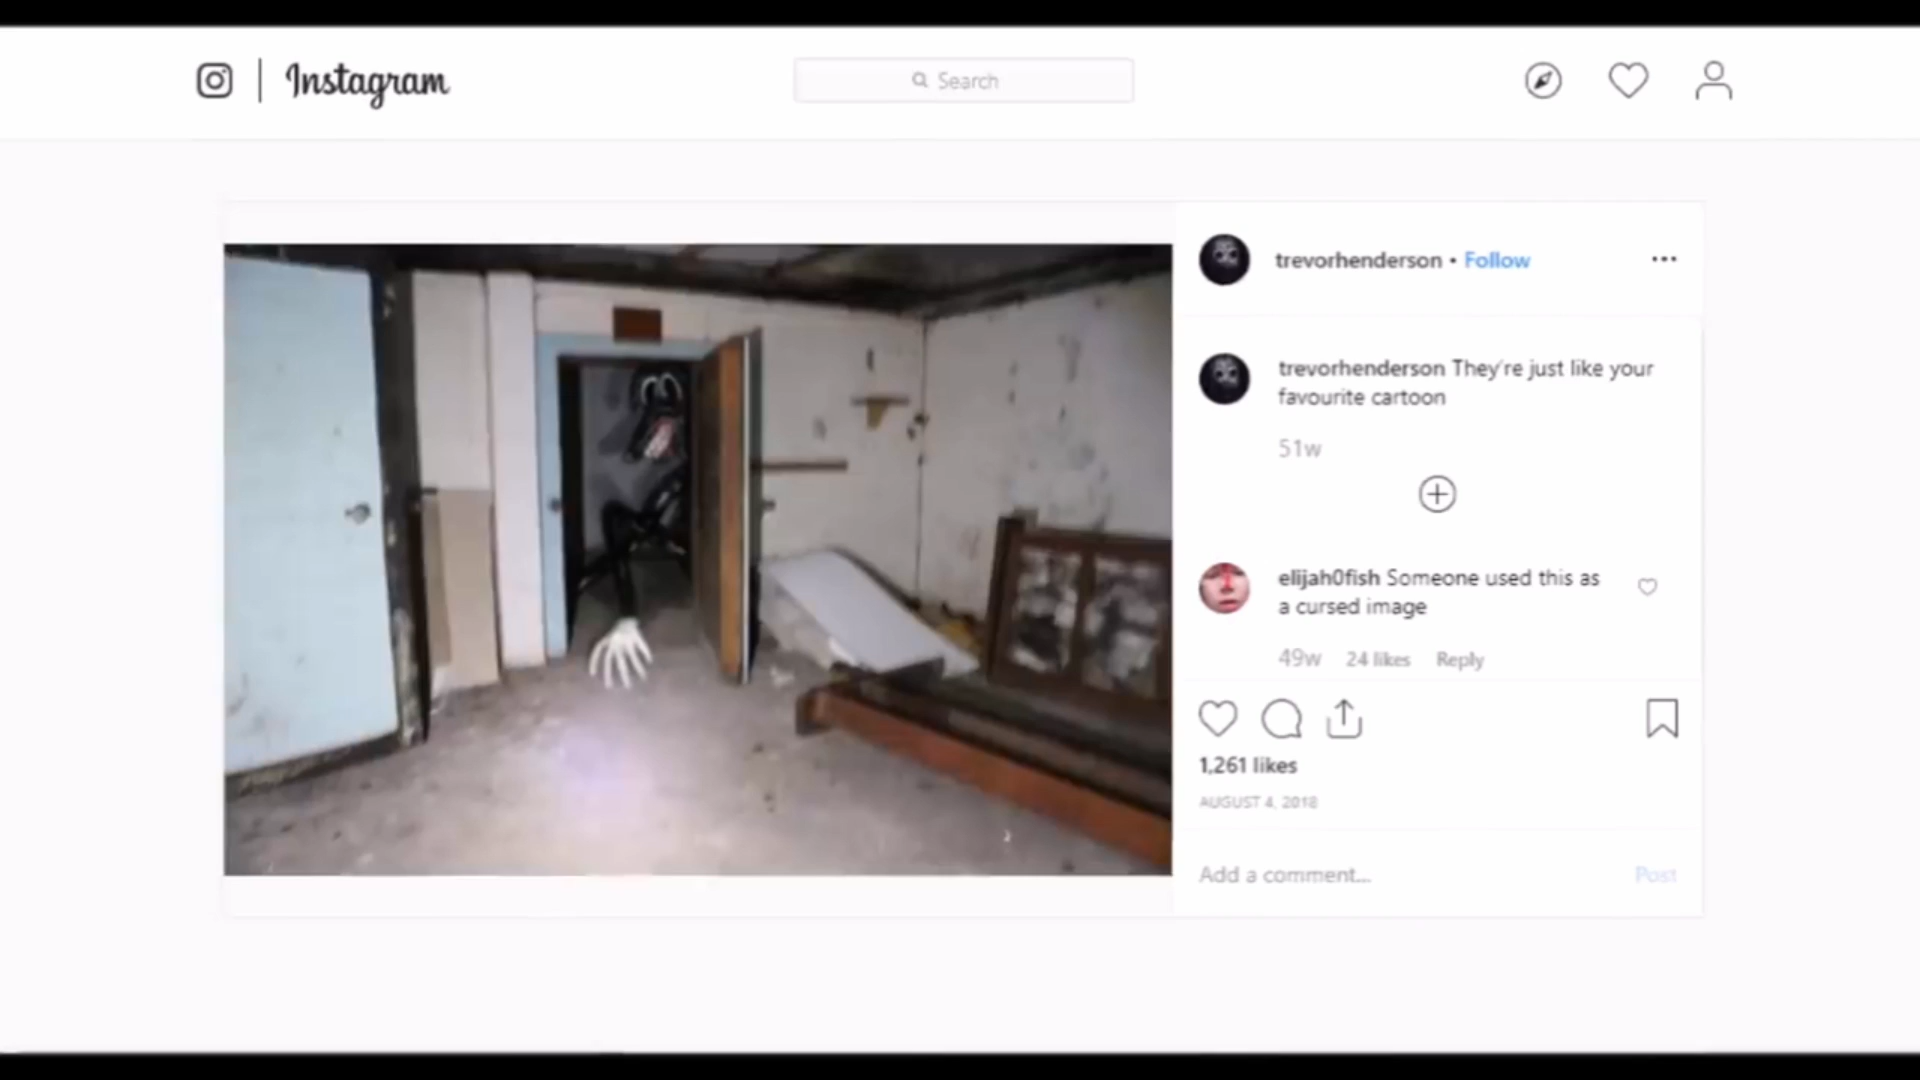 Instagram
Search
trevorhenderson • Follow
trevorhenderson They're just like your
favourite cartoon
51w
elijah0fish Someone used this as
a cursed image
49w 24 likes Reply
1,261 likes
AUGUST 4, 2018
Add a comment... Post